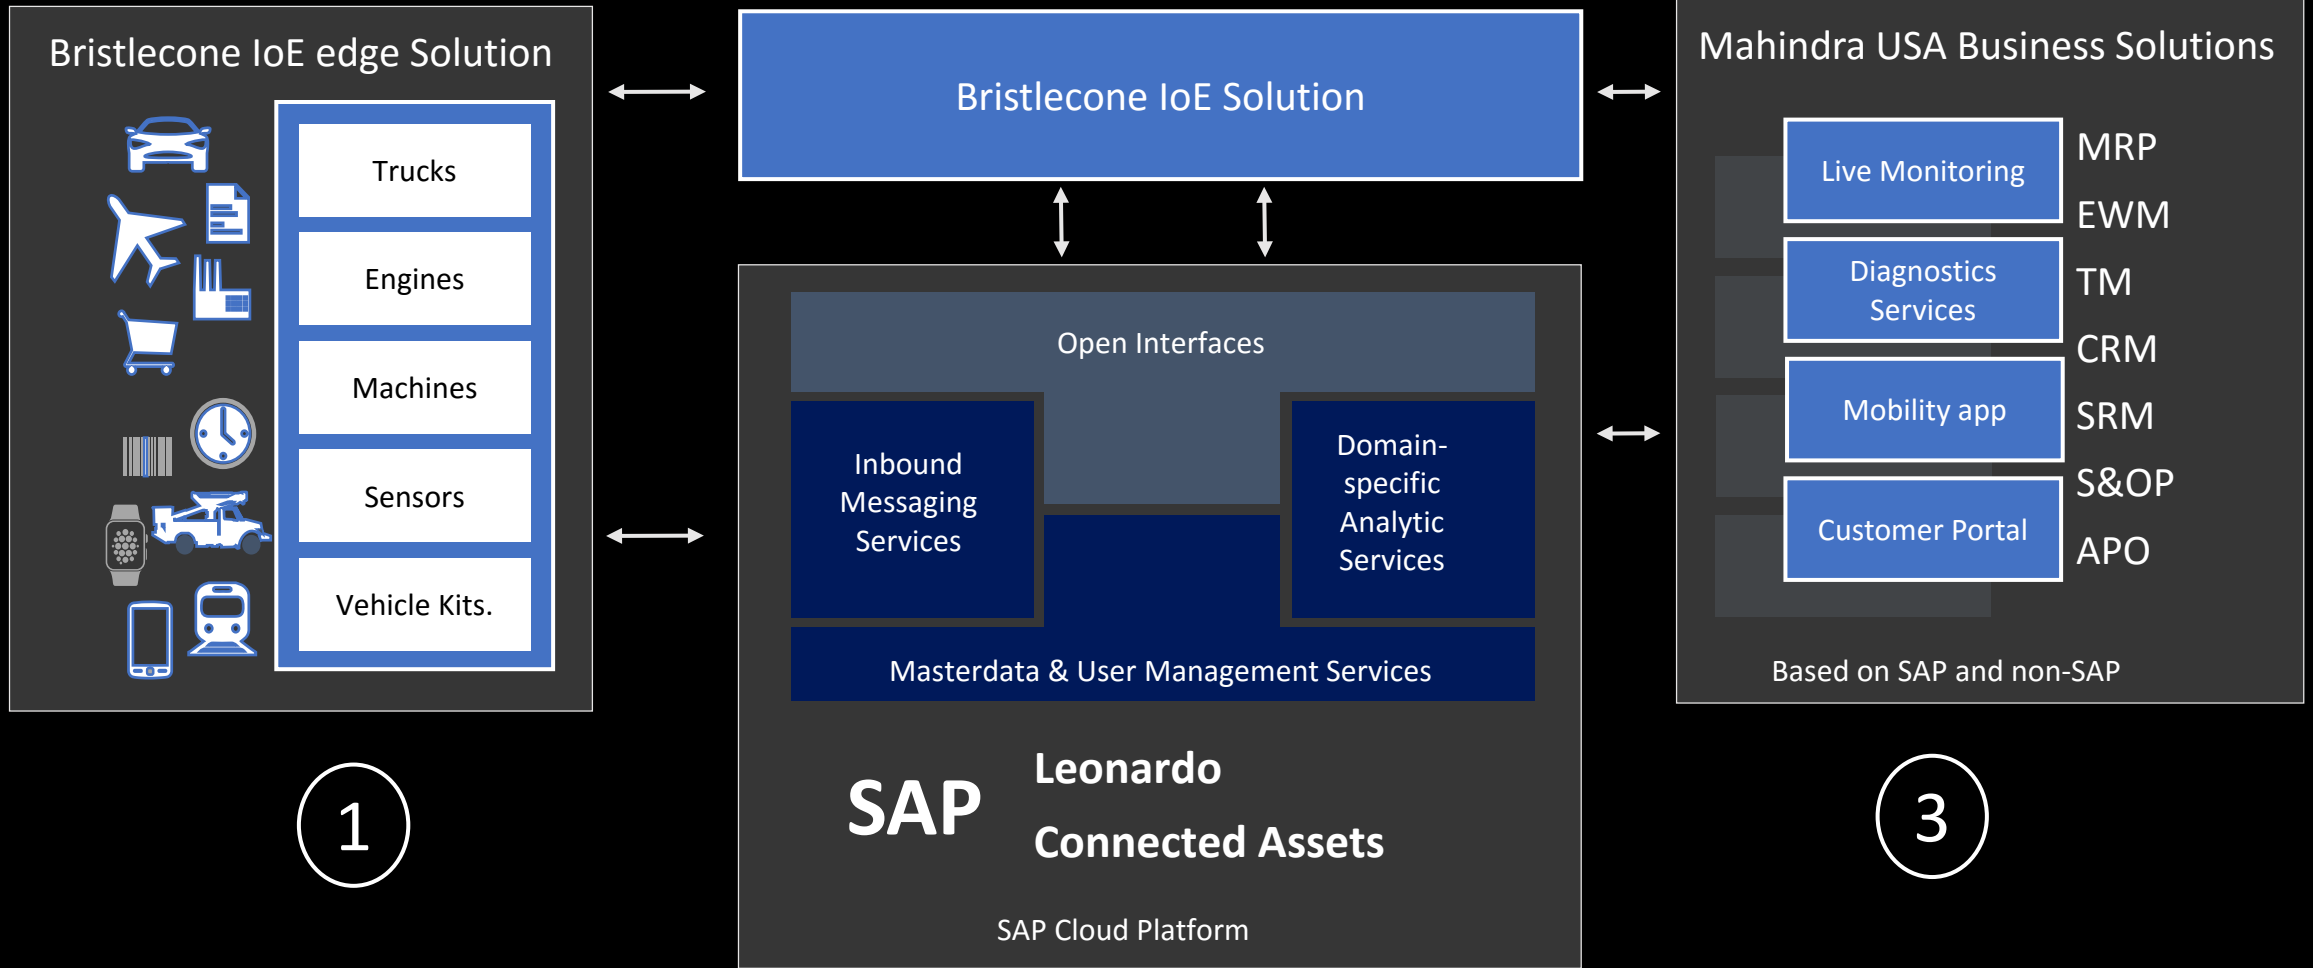 Bristlecone IoE edge Solution
Trucks
Engines
Machines
Sensors
Vehicle Kits.
1
Bristlecone IoE Solution
Open Interfaces
Inbound
Messaging
Services
Domain-
specific
Analytic
Services
Masterdata & User Management Services
SAP
Leonardo
Connected Assets
SAP Cloud Platform
Mahindra USA Business Solutions
Live Monitoring
Diagnostics
Services
Mobility app
Customer Portal
MRP
EWM
TM
CRM
SRM
S&OP
APO
Based on SAP and non-SAP
3